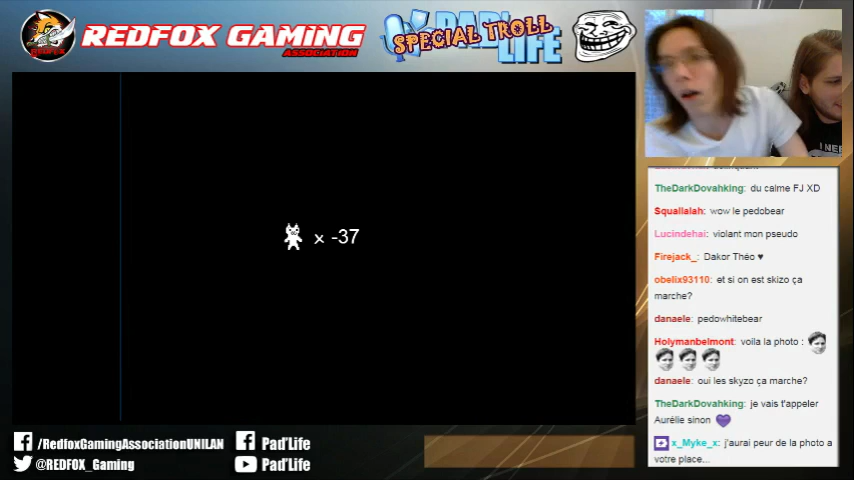 REDFOX GAMING
ASSOCIATION
REDFOX
PAD'LIFE
SPECIAL TROLL
x -37
I NEE
TheDarkDovahking: du calme FJ XD
Squallalah: wow le pedobear
Lucindehai: violant mon pseudo
Firejack_: Dakor Théo ♥
obelix93110: et si on est skizo ça
marche?
danaele: pedowhitebear
Holymanbelmont: voila la photo :
danaele: oui les skyzo ça marche?
TheDarkDovahking: je vais t'appeler
Aurélie sinon
x_Myke_x: j'aurai peur de la photo a
votre place...
/RedfoxGamingAssociationUNILAN
Pad'Life
@REDFOX_Gaming
Pad'Life